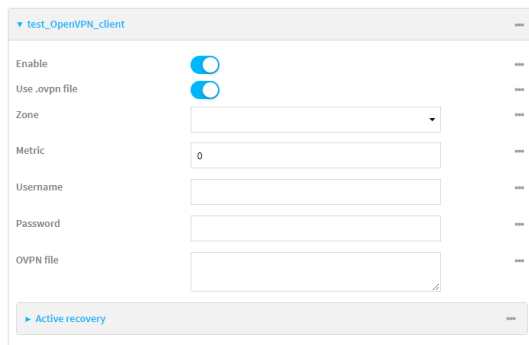 test_OpenVPN_client
Enable
Use .ovpn file
Zone
Metric
0
Username
Password
OVPN file
Active recovery